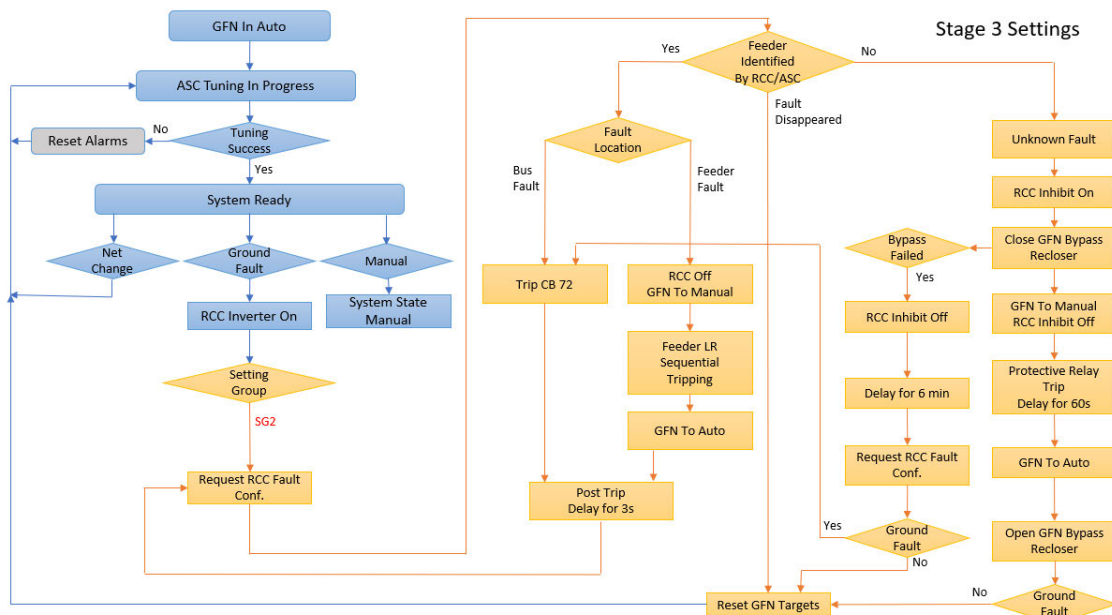 Stage 3 Settings
GFN In Auto
ASC Tuning In Progress
No
Reset Alarms
Tuning
Success
Yes
System Ready
Net
Change
Ground
Fault
Manual
RCC Inverter On
System State
Manual
Setting
Group
SG2
Request RCC Fault
Conf.
Yes
Feeder
Identified
By RCC/ASC
No
Fault
Disappeared
Fault
Location
Bus
Fault
Feeder
Fault
Trip CB 72
RCC Off
GFN To Manual
Feeder LR
Sequential
Tripping
GFN To Auto
Post Trip
Delay for 3s
Unknown Fault
RCC Inhibit On
Close GFN Bypass
Recloser
Bypass
Failed
Yes
RCC Inhibit Off
Delay for 6 min
Request RCC Fault
Conf.
Yes
Ground
Fault
No
GFN To Manual
RCC Inhibit Off
Protective Relay
Trip
Delay for 60s
GFN To Auto
Open GFN Bypass
Recloser
No
Ground
Fault
Reset GFN Targets